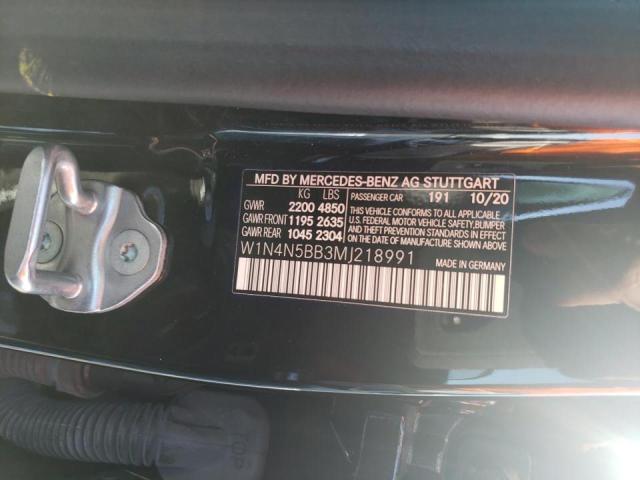 MFD BY MERCEDES-BENZ AG STUTTGART
KG LBS PASSENGER CAR 191 10/20
GVWR 2200 4850 THIS VEHICLE CONFORMS TO ALL APPLICABLE
GAWR FRONT 1195 2635 U.S. FEDERAL MOTOR VEHICLE SAFETY,BUMPER
GAWR REAR 1045 2304 AND THEFT PREVENTION STANDARDS IN EFFECT
ON THE DATE OF MANUFACTURE SHOWN ABOVE.
W1N4N5BB3MJ218991 MADE IN GERMANY
TOP